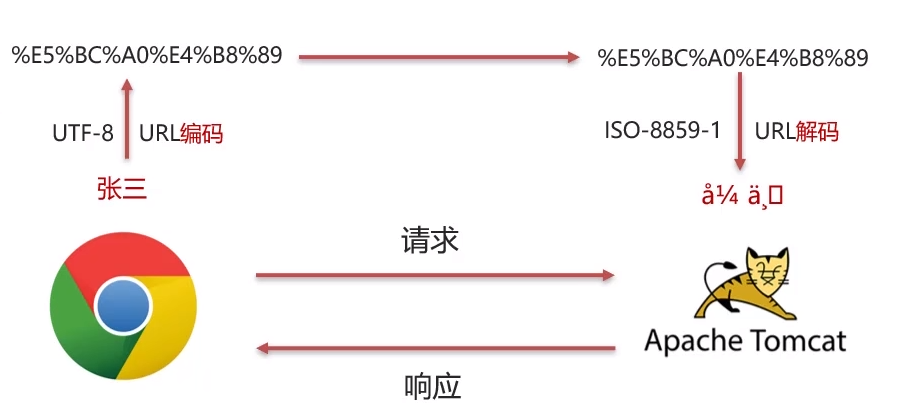 %E5%BC%A0%E4%B8%89
%E5%BC%A0%E4%B8%89
UTF-8 URL编码
ISO-8859-1 URL解码
张三
å¼ ä¸
请求
Apache Tomcat
响应